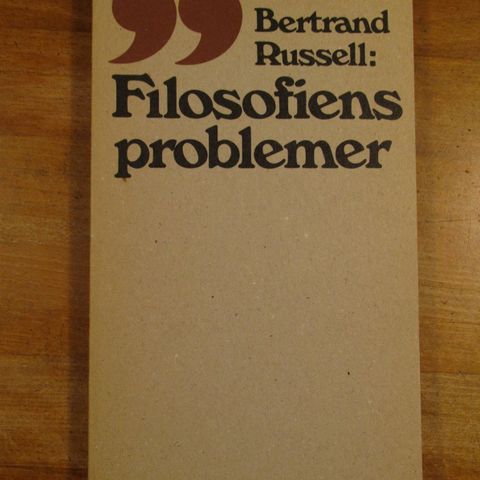 Bertrand
Russell:
Filosofiens
problemer